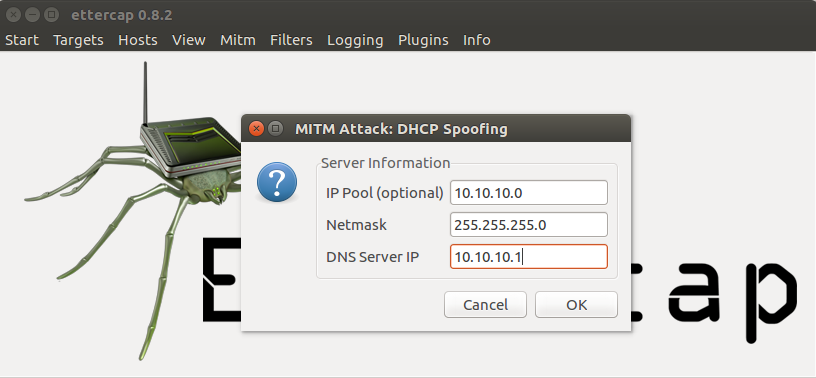 ettercap 0.8.2
Start Targets Hosts View Mitm Filters Logging Plugins Info
MITM Attack: DHCP Spoofing
Server Information
IP Pool (optional) 10.10.10.0
Netmask 255.255.255.0
DNS Server IP 10.10.10.1
Cancel OK
E cap